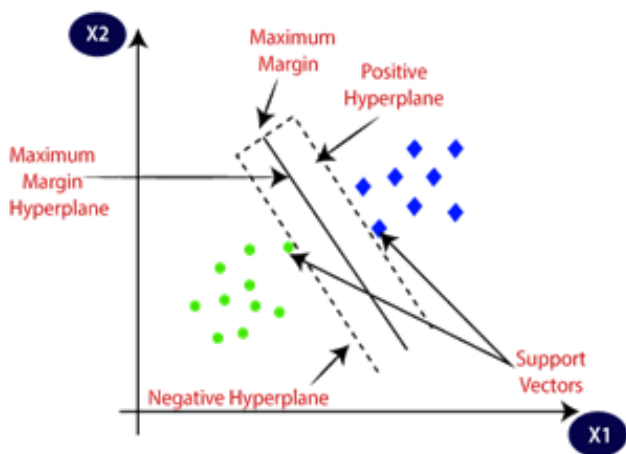 X2
Maximum
Margin
Positive
Hyperplane
Maximum
Margin
Hyperplane
Support
Vectors
Negative Hyperplane
X1